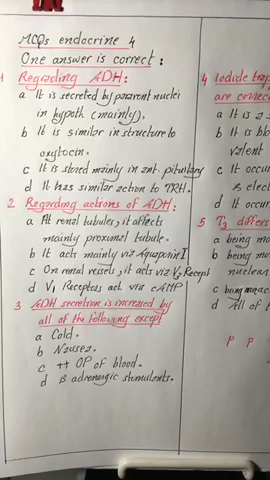 MCQs endocrine 4
One answer is correct:
Regrading ADH:
a It is secreted by paravent nuclei
in hypoth (mainly).
b It is similar in structure to
oxytocin.
c It is stored mainly in ant. pituitary
d It has similar action to TRH.
2 Regarding actions of ADH:
a At renal tubules, it affects
mainly proximal tubule.
b It acts mainly via Aquaporin I
c On renal vessels, it acts via V2 Recept
d V1 Receptors act via cAMP
3 ADH secretion is increased by
all of the following except
a Cold.
b Nausea.
c ++ OP of blood.
d B adrenergic stimulants.
4 Iodide trap
are correct
a It is a s
b It is blo
valent
c It occur
& elect
d It occur
5 T3 differs
a being mo
b being mo
nuclear
c being mo
d All of
P P